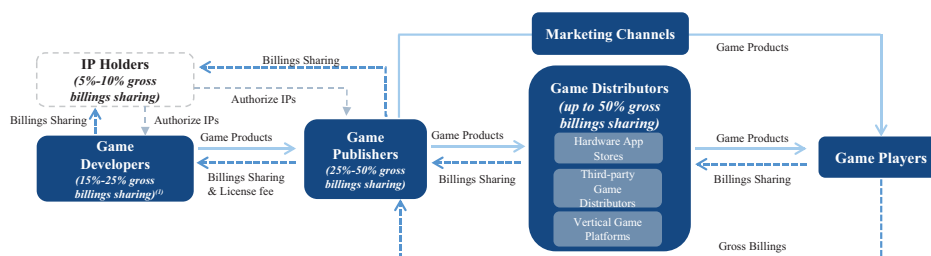 Marketing Channels
Game Products
IP Holders
(5%-10% gross
billings sharing)
Billings Sharing
Authorize IPs
Billings Sharing
Authorize IPs
Game
Developers
(15%-25% gross
billings sharing)(1)
Game Products
Billings Sharing
& License fee
Game
Publishers
(25%-50% gross
billings sharing)
Game Products
Billings Sharing
Game Distributors
(up to 50% gross
billings sharing)
Hardware App
Stores
Third-party
Game
Distributors
Vertical Game
Platforms
Game Products
Billings Sharing
Game Players
Gross Billings